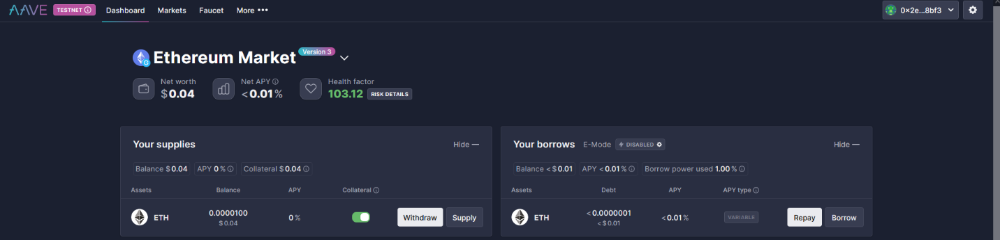 AAVE TESTNET Dashboard Markets Faucet More ••• 0x2e...8bf3
Ethereum Market Version 3
G
Net worth Net APY Health factor
$0.04 <0.01% 103.12 RISK DETAILS
Your supplies Hide —
Balance $0.04 APY 0% Collateral $0.04
Assets Balance APY Collateral
ETH 0.0000100 0% Withdraw Supply
$0.04
Your borrows E-Mode DISABLED Hide —
Balance <$0.01 APY <0.01% Borrow power used 1.00%
Assets Debt APY APY type
ETH <0.0000001 <0.01% VARIABLE Repay Borrow
<$0.01